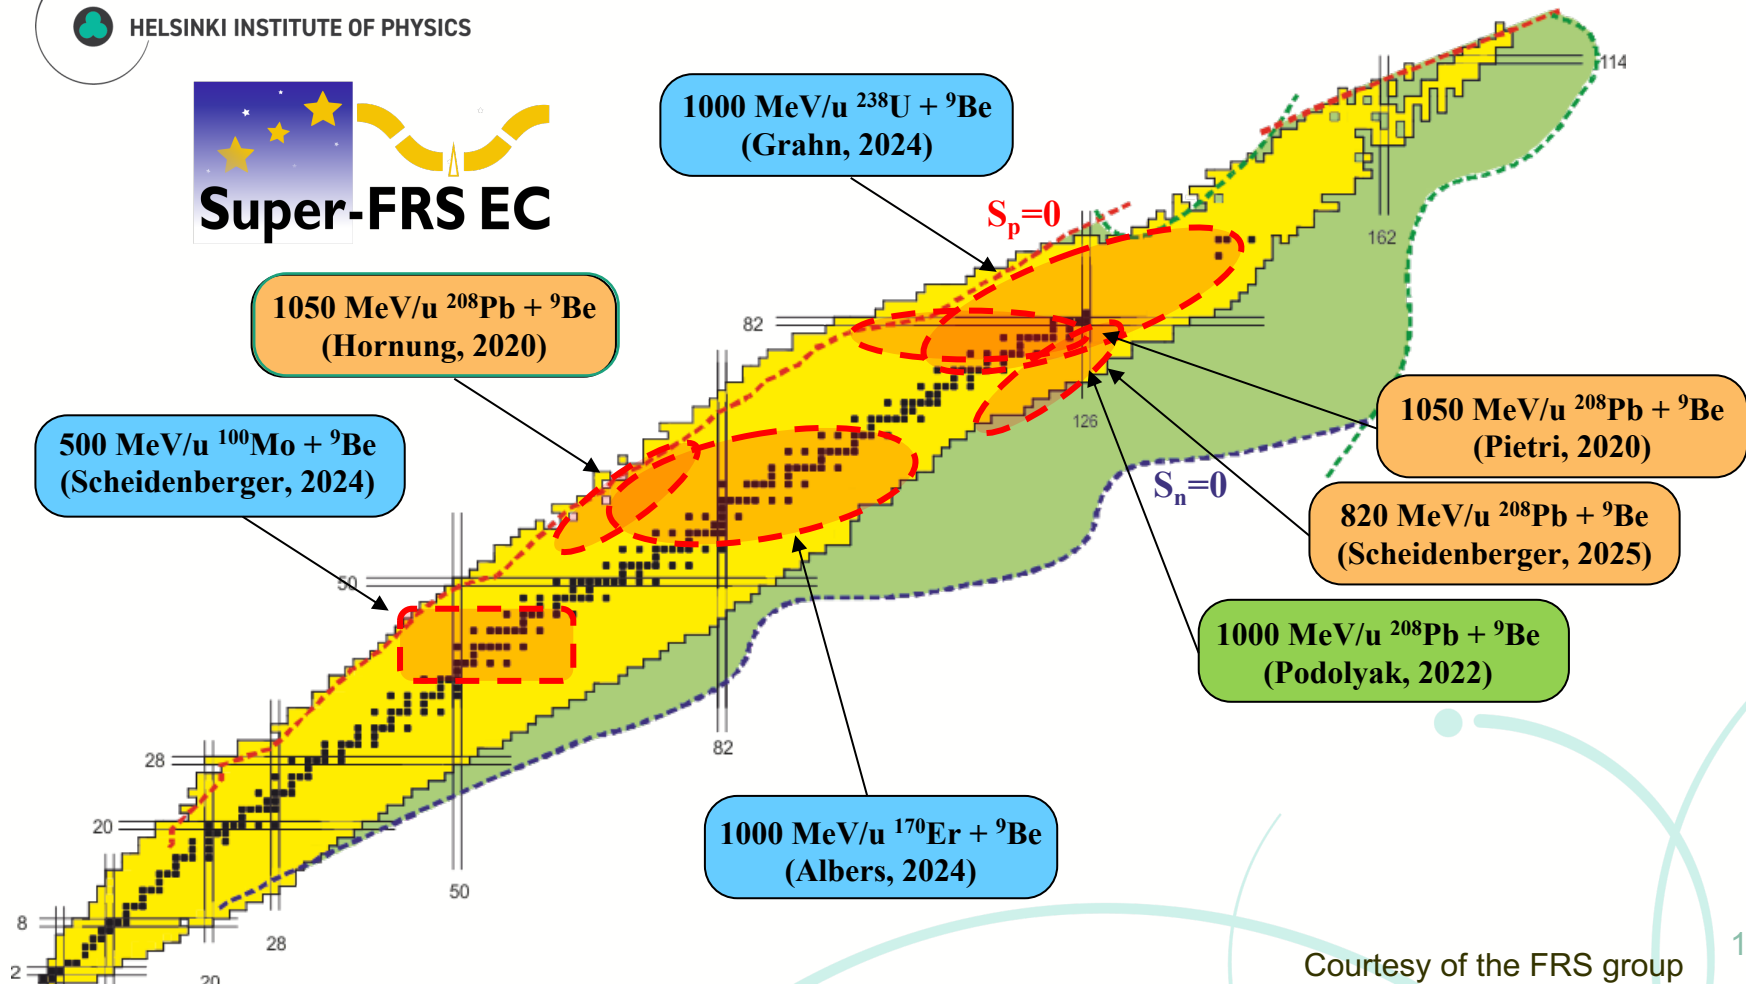 HELSINKI INSTITUTE OF PHYSICS
Super-FRS EC
1000 MeV/u ²³⁸U + ⁹Be
(Grahn, 2024)
114
Sₚ=0
162
1050 MeV/u ²⁰⁸Pb + ⁹Be
(Hornung, 2020)
82
126
1050 MeV/u ²⁰⁸Pb + ⁹Be
(Pietri, 2020)
500 MeV/u ¹⁰⁰Mo + ⁹Be
(Scheidenberger, 2024)
Sₙ=0
820 MeV/u ²⁰⁸Pb + ⁹Be
(Scheidenberger, 2025)
50
1000 MeV/u ²⁰⁸Pb + ⁹Be
(Podolyak, 2022)
82
28
20
1000 MeV/u ¹⁷⁰Er + ⁹Be
(Albers, 2024)
50
8
28
2
20
1
Courtesy of the FRS group